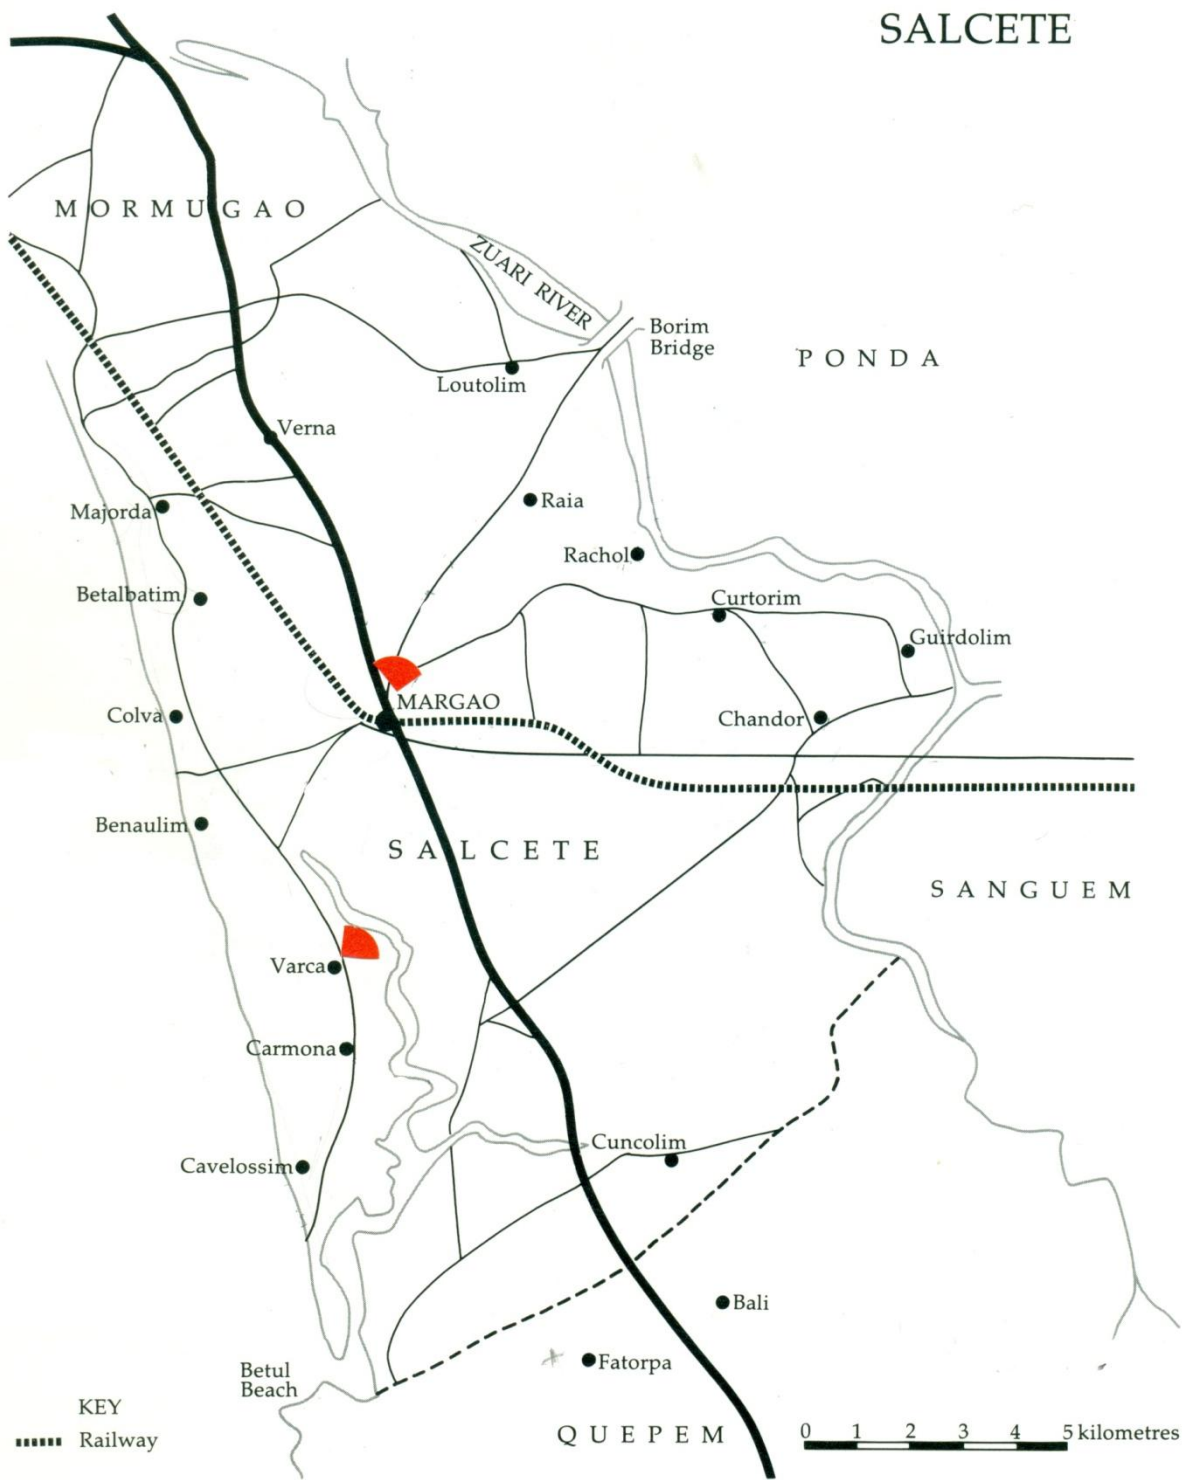 SALCETE
MORMUGAO
ZUARI RIVER
Borim
Bridge
PONDA
Loutolim
Verna
Raia
Majorda
Rachol
Betalbatim
Curtorim
Guirdolim
MARGAO
Colva
Chandor
Benaulim
SALCETE
SANGUEM
Varca
Carmona
Cuncolim
Cavelossim
Bali
Fatorpa
Betul
Beach
KEY
Railway
QUEPEM
0 1 2 3 4 5 kilometres